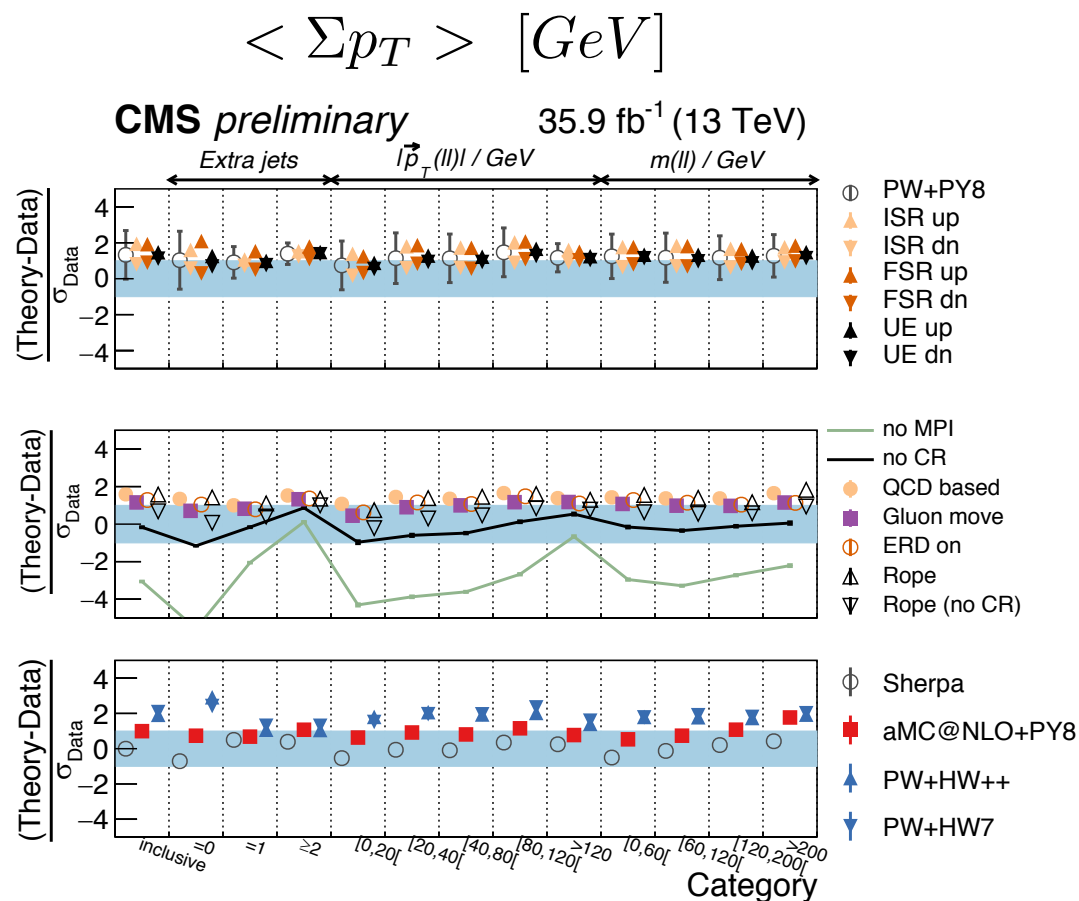 < Σp_T > [GeV]
CMS preliminary 35.9 fb⁻¹ (13 TeV)
Extra jets |p⃗_T(ll)| / GeV m(ll) / GeV
(Theory-Data)
σ_Data
4
2
0
−2
−4
PW+PY8
ISR up
ISR dn
FSR up
FSR dn
UE up
UE dn
(Theory-Data)
σ_Data
4
2
0
−2
−4
no MPI
no CR
QCD based
Gluon move
ERD on
Rope
Rope (no CR)
(Theory-Data)
σ_Data
4
2
0
−2
−4
Sherpa
aMC@NLO+PY8
PW+HW++
PW+HW7
inclusive =0 =1 ≥2 [0,20[ [20,40[ [40,80[ [80,120[ >120 [0,60[ [60,120[ [120,200[ >200
Category